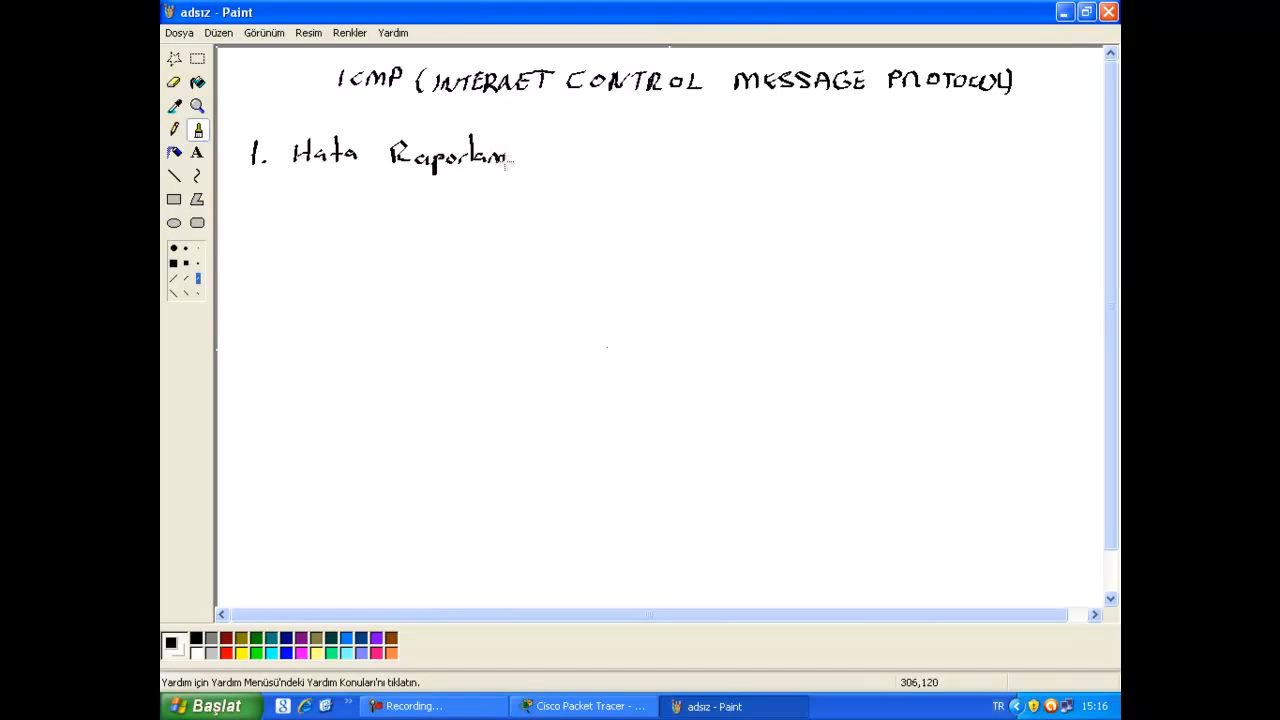 adsız - Paint
Dosya Düzen Görünüm Resim Renkler Yardım
ICMP (INTERNET CONTROL MESSAGE PROTOCOL)
1. Hata Raporlam
A
Yardım için Yardım Menüsü'ndeki Yardım Konuları'nı tıklatın. 306,120
Başlat Recording... Cisco Packet Tracer - ... adsız - Paint TR 15:16